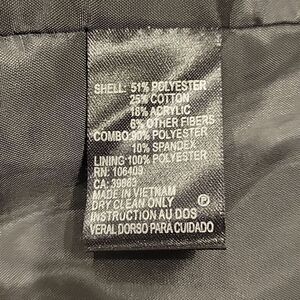 SHELL: 51% POLYESTER
25% COTTON
18% ACRYLIC
6% OTHER FIBERS
COMBO:90% POLYESTER
10% SPANDEX
LINING:100% POLYESTER
RN: 106409
CA: 39883
MADE IN VIETNAM
DRY CLEAN ONLY Ⓟ
INSTRUCTION AU DOS
VERAL DORSO PARA CUIDADO